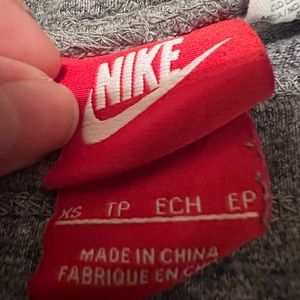 NIKE
XS TP ECH EP
MADE IN CHINA
FABRIQUE EN